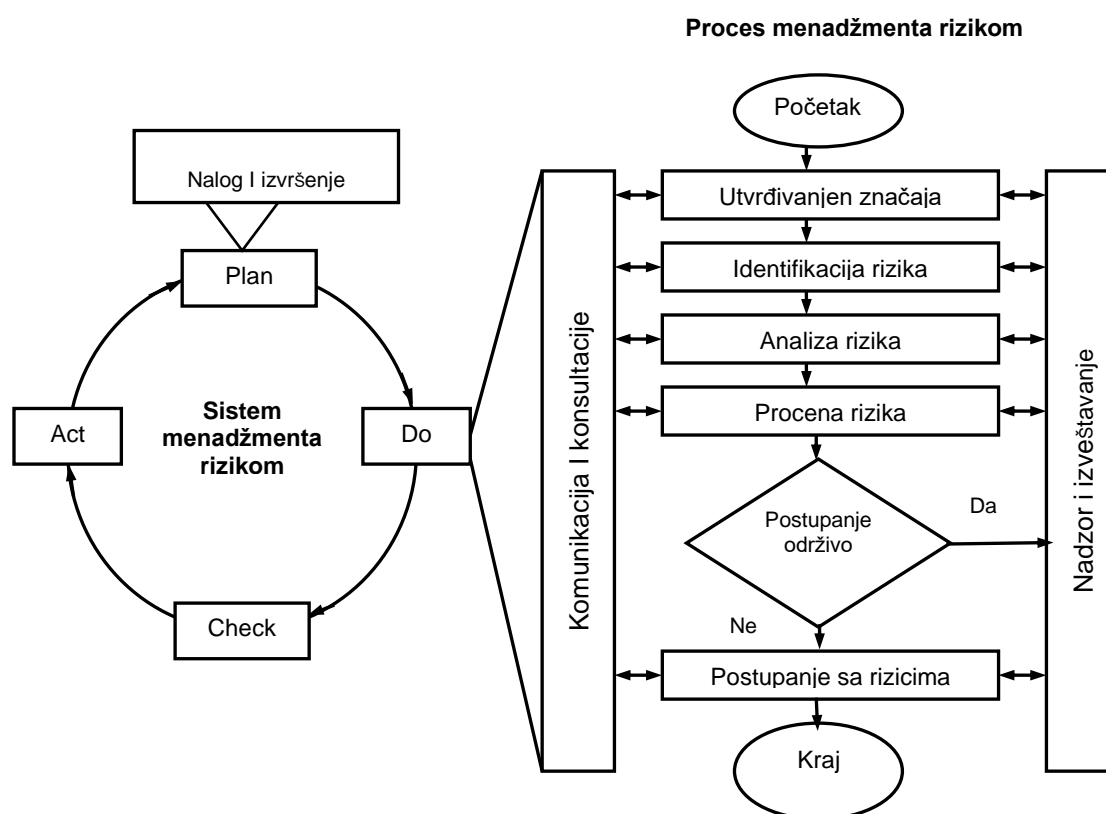 Proces menadžmenta rizikom
Početak
Nalog I izvršenje
Utvrđivanjen značaja
Plan
Identifikacija rizika
Analiza rizika
Act
Sistem
menadžmenta
rizikom
Do
Procena rizika
Komunikacija I konsultacije
Postupanje
održivo
Da
Nadzor i izveštavanje
Check
Ne
Postupanje sa rizicima
Kraj